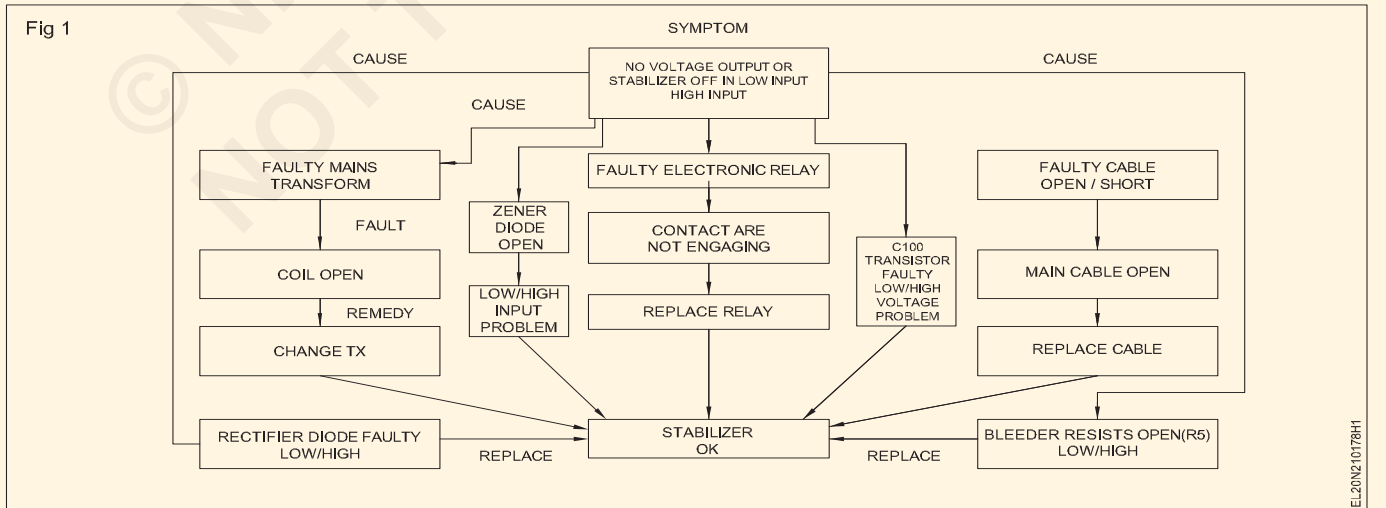 Fig 1
SYMPTOM
CAUSE
NO VOLTAGE OUTPUT OR
STABILIZER OFF IN LOW INPUT
HIGH INPUT
CAUSE
CAUSE
FAULTY MAINS
TRANSFORM
FAULT
COIL OPEN
REMEDY
CHANGE TX
ZENER
DIODE
OPEN
LOW/HIGH
INPUT
PROBLEM
FAULTY ELECTRONIC RELAY
CONTACT ARE
NOT ENGAGING
REPLACE RELAY
C100
TRANSISTOR
FAULTY
LOW/HIGH
VOLTAGE
PROBLEM
FAULTY CABLE
OPEN / SHORT
MAIN CABLE OPEN
REPLACE CABLE
RECTIFIER DIODE FAULTY
LOW/HIGH
REPLACE
STABILIZER
OK
REPLACE
BLEEDER RESISTS OPEN(R5)
LOW/HIGH
EL20N210178H1
©
NOT